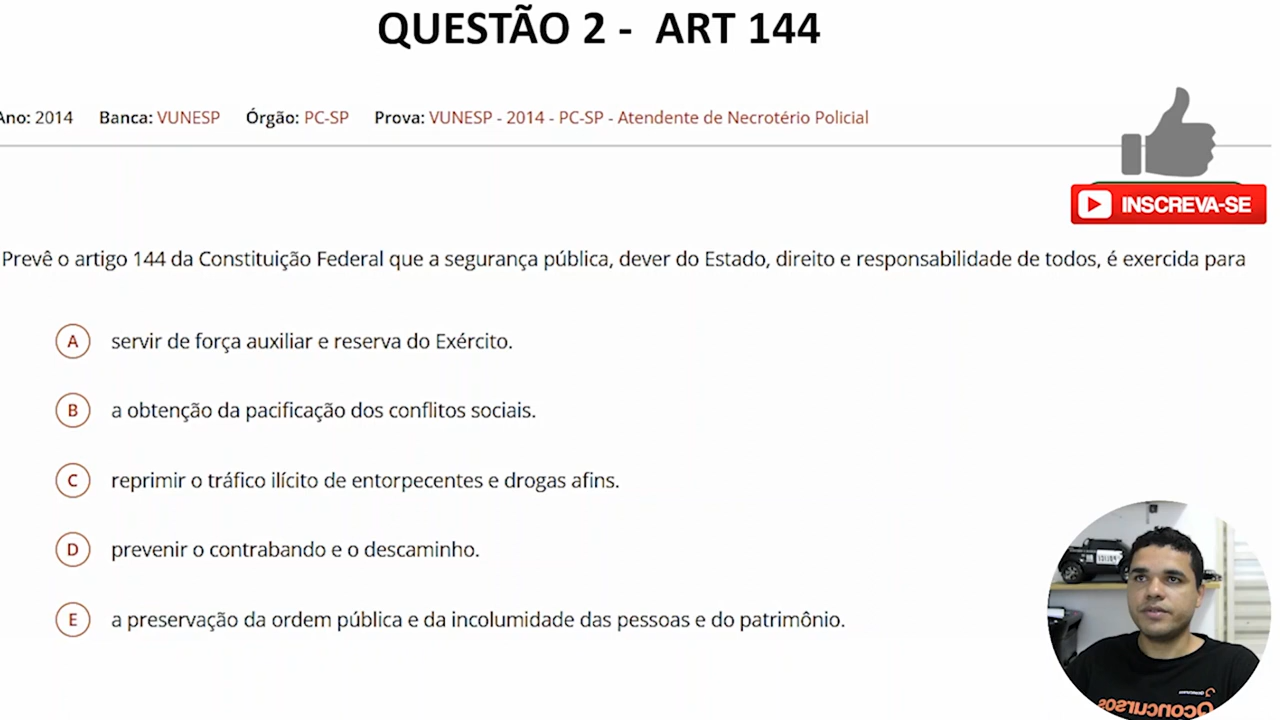 QUESTÃO 2 - ART 144
Ano: 2014 Banca: VUNESP Órgão: PC-SP Prova: VUNESP - 2014 - PC-SP - Atendente de Necrotério Policial
INSCREVA-SE
Prevê o artigo 144 da Constituição Federal que a segurança pública, dever do Estado, direito e responsabilidade de todos, é exercida para
A servir de força auxiliar e reserva do Exército.
B a obtenção da pacificação dos conflitos sociais.
C reprimir o tráfico ilícito de entorpecentes e drogas afins.
D prevenir o contrabando e o descaminho.
E a preservação da ordem pública e da incolumidade das pessoas e do patrimônio.
Qconcursos